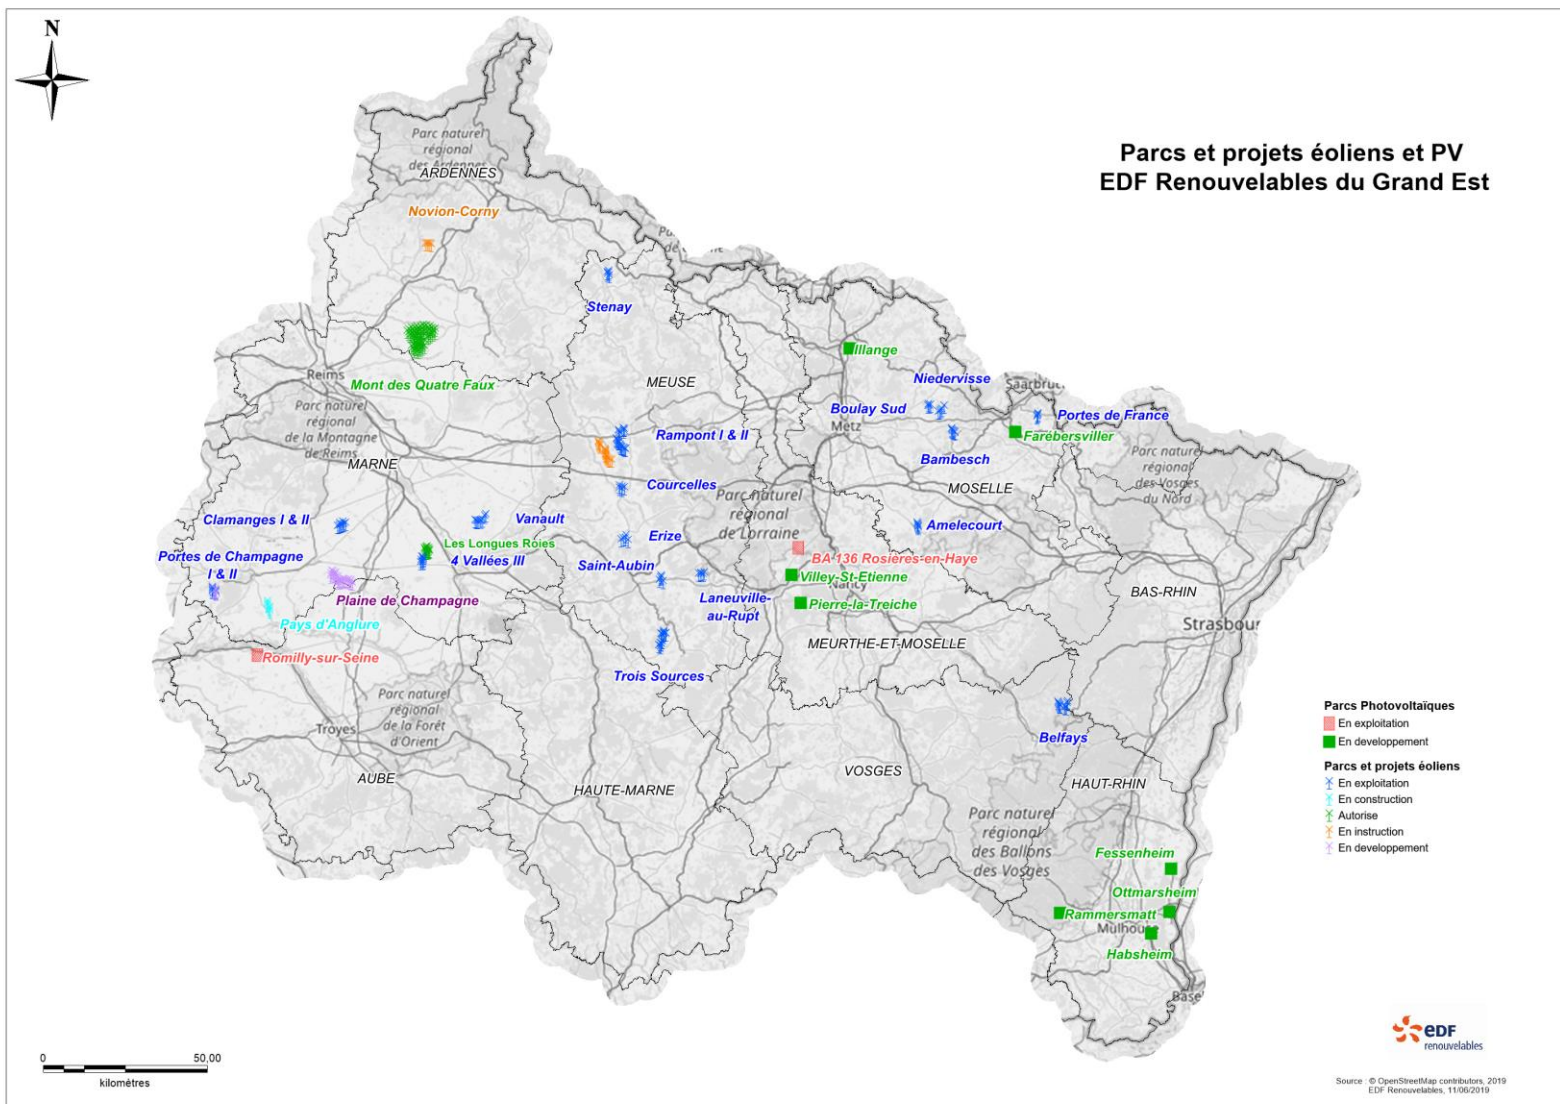 N
Parcs et projets éoliens et PV
EDF Renouvelables du Grand Est
Parc naturel
régional
des Ardennes
ARDENNES
Novion-Corny
Stenay
Mont des Quatre Faux
Reims
Parc naturel
régional
de la Montagne
de Reims
MARNE
MEUSE
Illange
Niedervisse
Boulay Sud
Metz
Portes de France
Farébersviller
Bambesch
Rampont I & II
Courcelles
MOSELLE
Parc naturel
régional
des Vosges
du Nord
Parc naturel
régional
de Lorraine
Clamanges I & II
Vanault
Erize
Amelecourt
Les Longues Roies
4 Vallées III
Portes de Champagne
I & II
Saint-Aubin
BA 136 Rosières-en-Haye
Villey-St-Etienne
Nancy
Plaine de Champagne
Laneuville-
au-Rupt
Pierre-la-Treiche
BAS-RHIN
Pays d'Anglure
Strasbour
MEURTHE-ET-MOSELLE
Romilly-sur-Seine
Trois Sources
Parc naturel
régional
de la Forêt
d'Orient
Troyes
Belfays
AUBE
HAUTE-MARNE
VOSGES
HAUT-RHIN
Parc naturel
régional
des Ballons
des Vosges
Fessenheim
Ottmarsheim
Rammersmatt
Mulhouse
Habsheim
Basel
Parcs Photovoltaïques
En exploitation
En developpement
Parcs et projets éoliens
En exploitation
En construction
Autorise
En instruction
En developpement
0 50,00
kilomètres
eDF
renouvelables
Source : © OpenStreetMap contributors, 2019
EDF Renouvelables, 11/06/2019